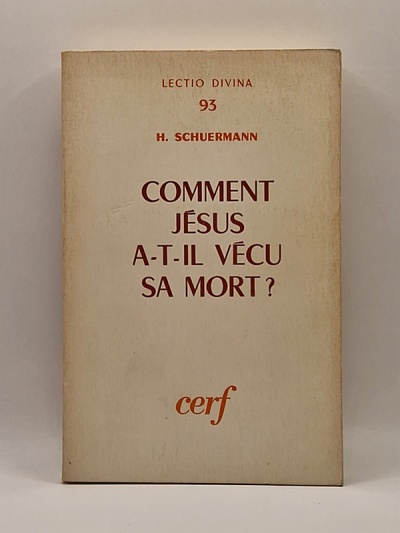 LECTIO DIVINA
93
H. SCHUERMANN
COMMENT
JÉSUS
A-T-IL VÉCU
SA MORT ?
cerf